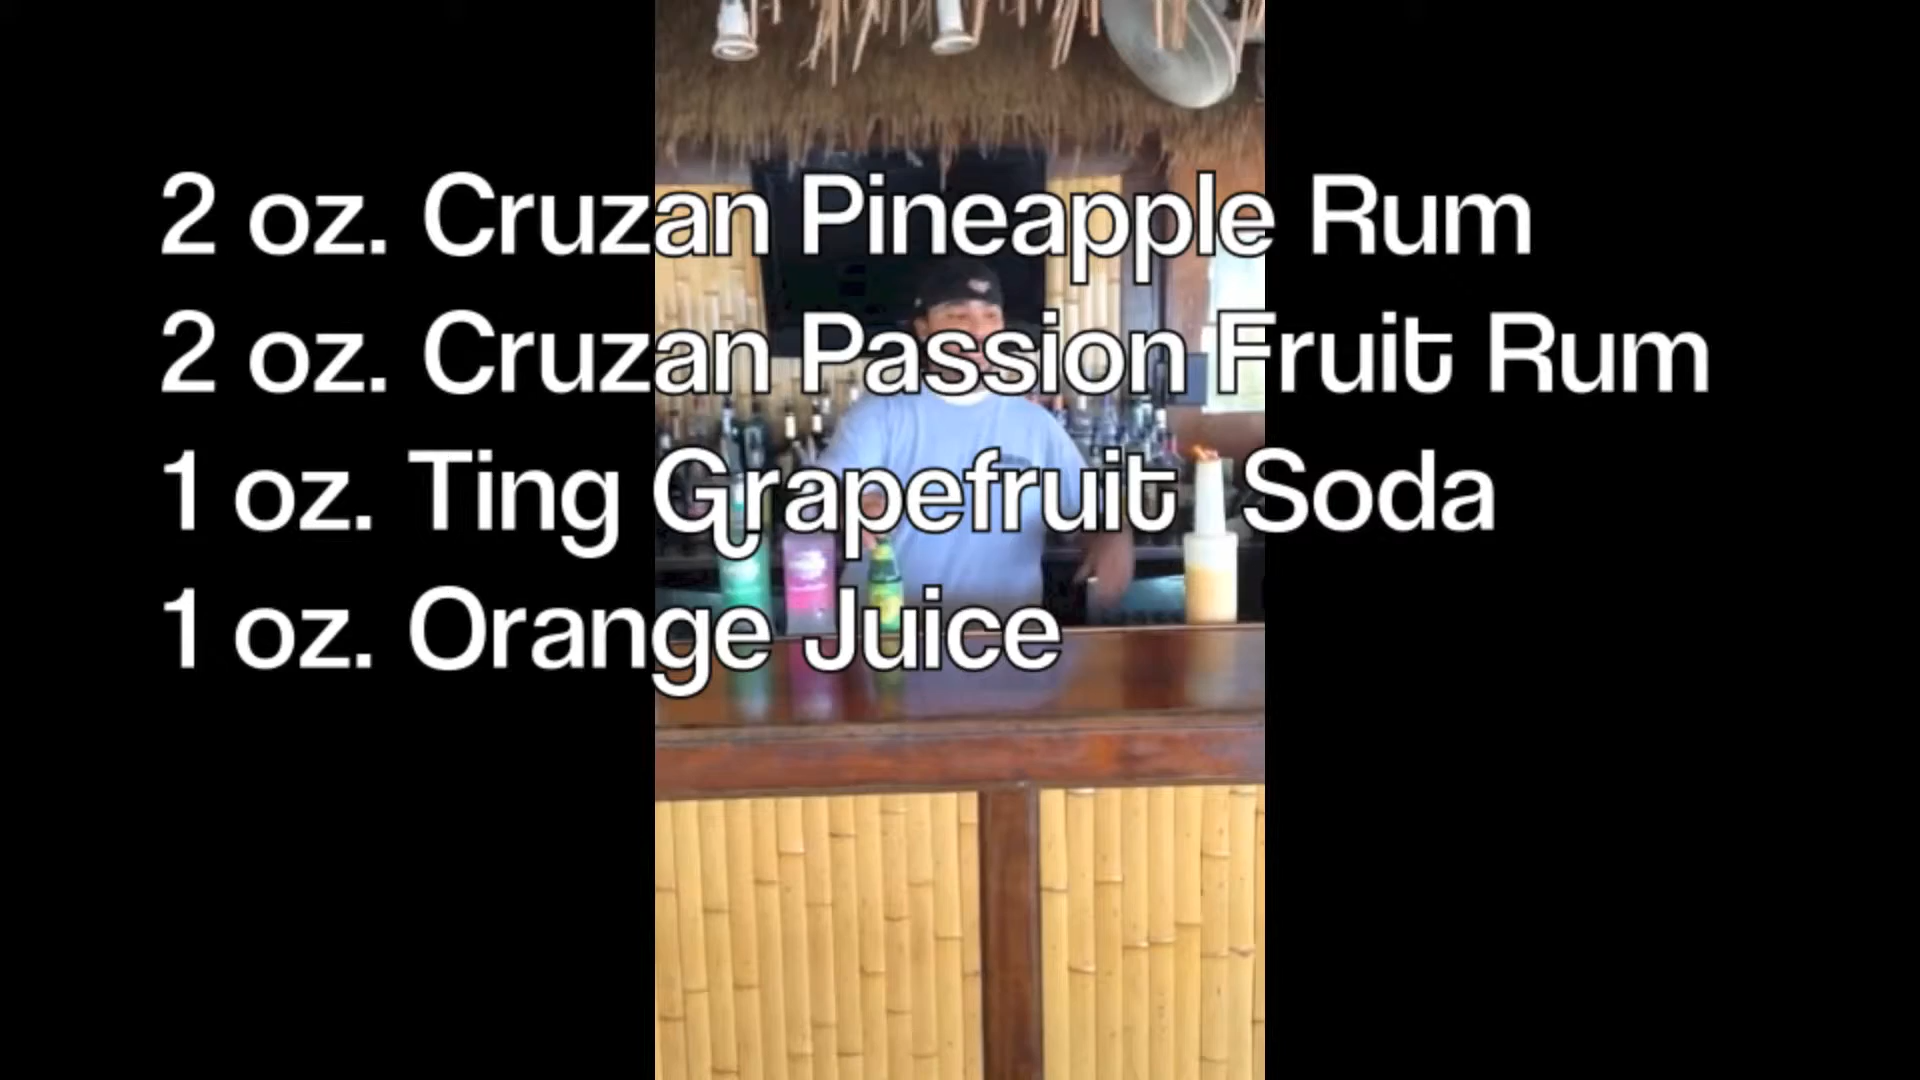 2 oz. Cruzan Pineapple Rum
2 oz. Cruzan Passion Fruit Rum
1 oz. Ting Grapefruit Soda
1 oz. Orange Juice